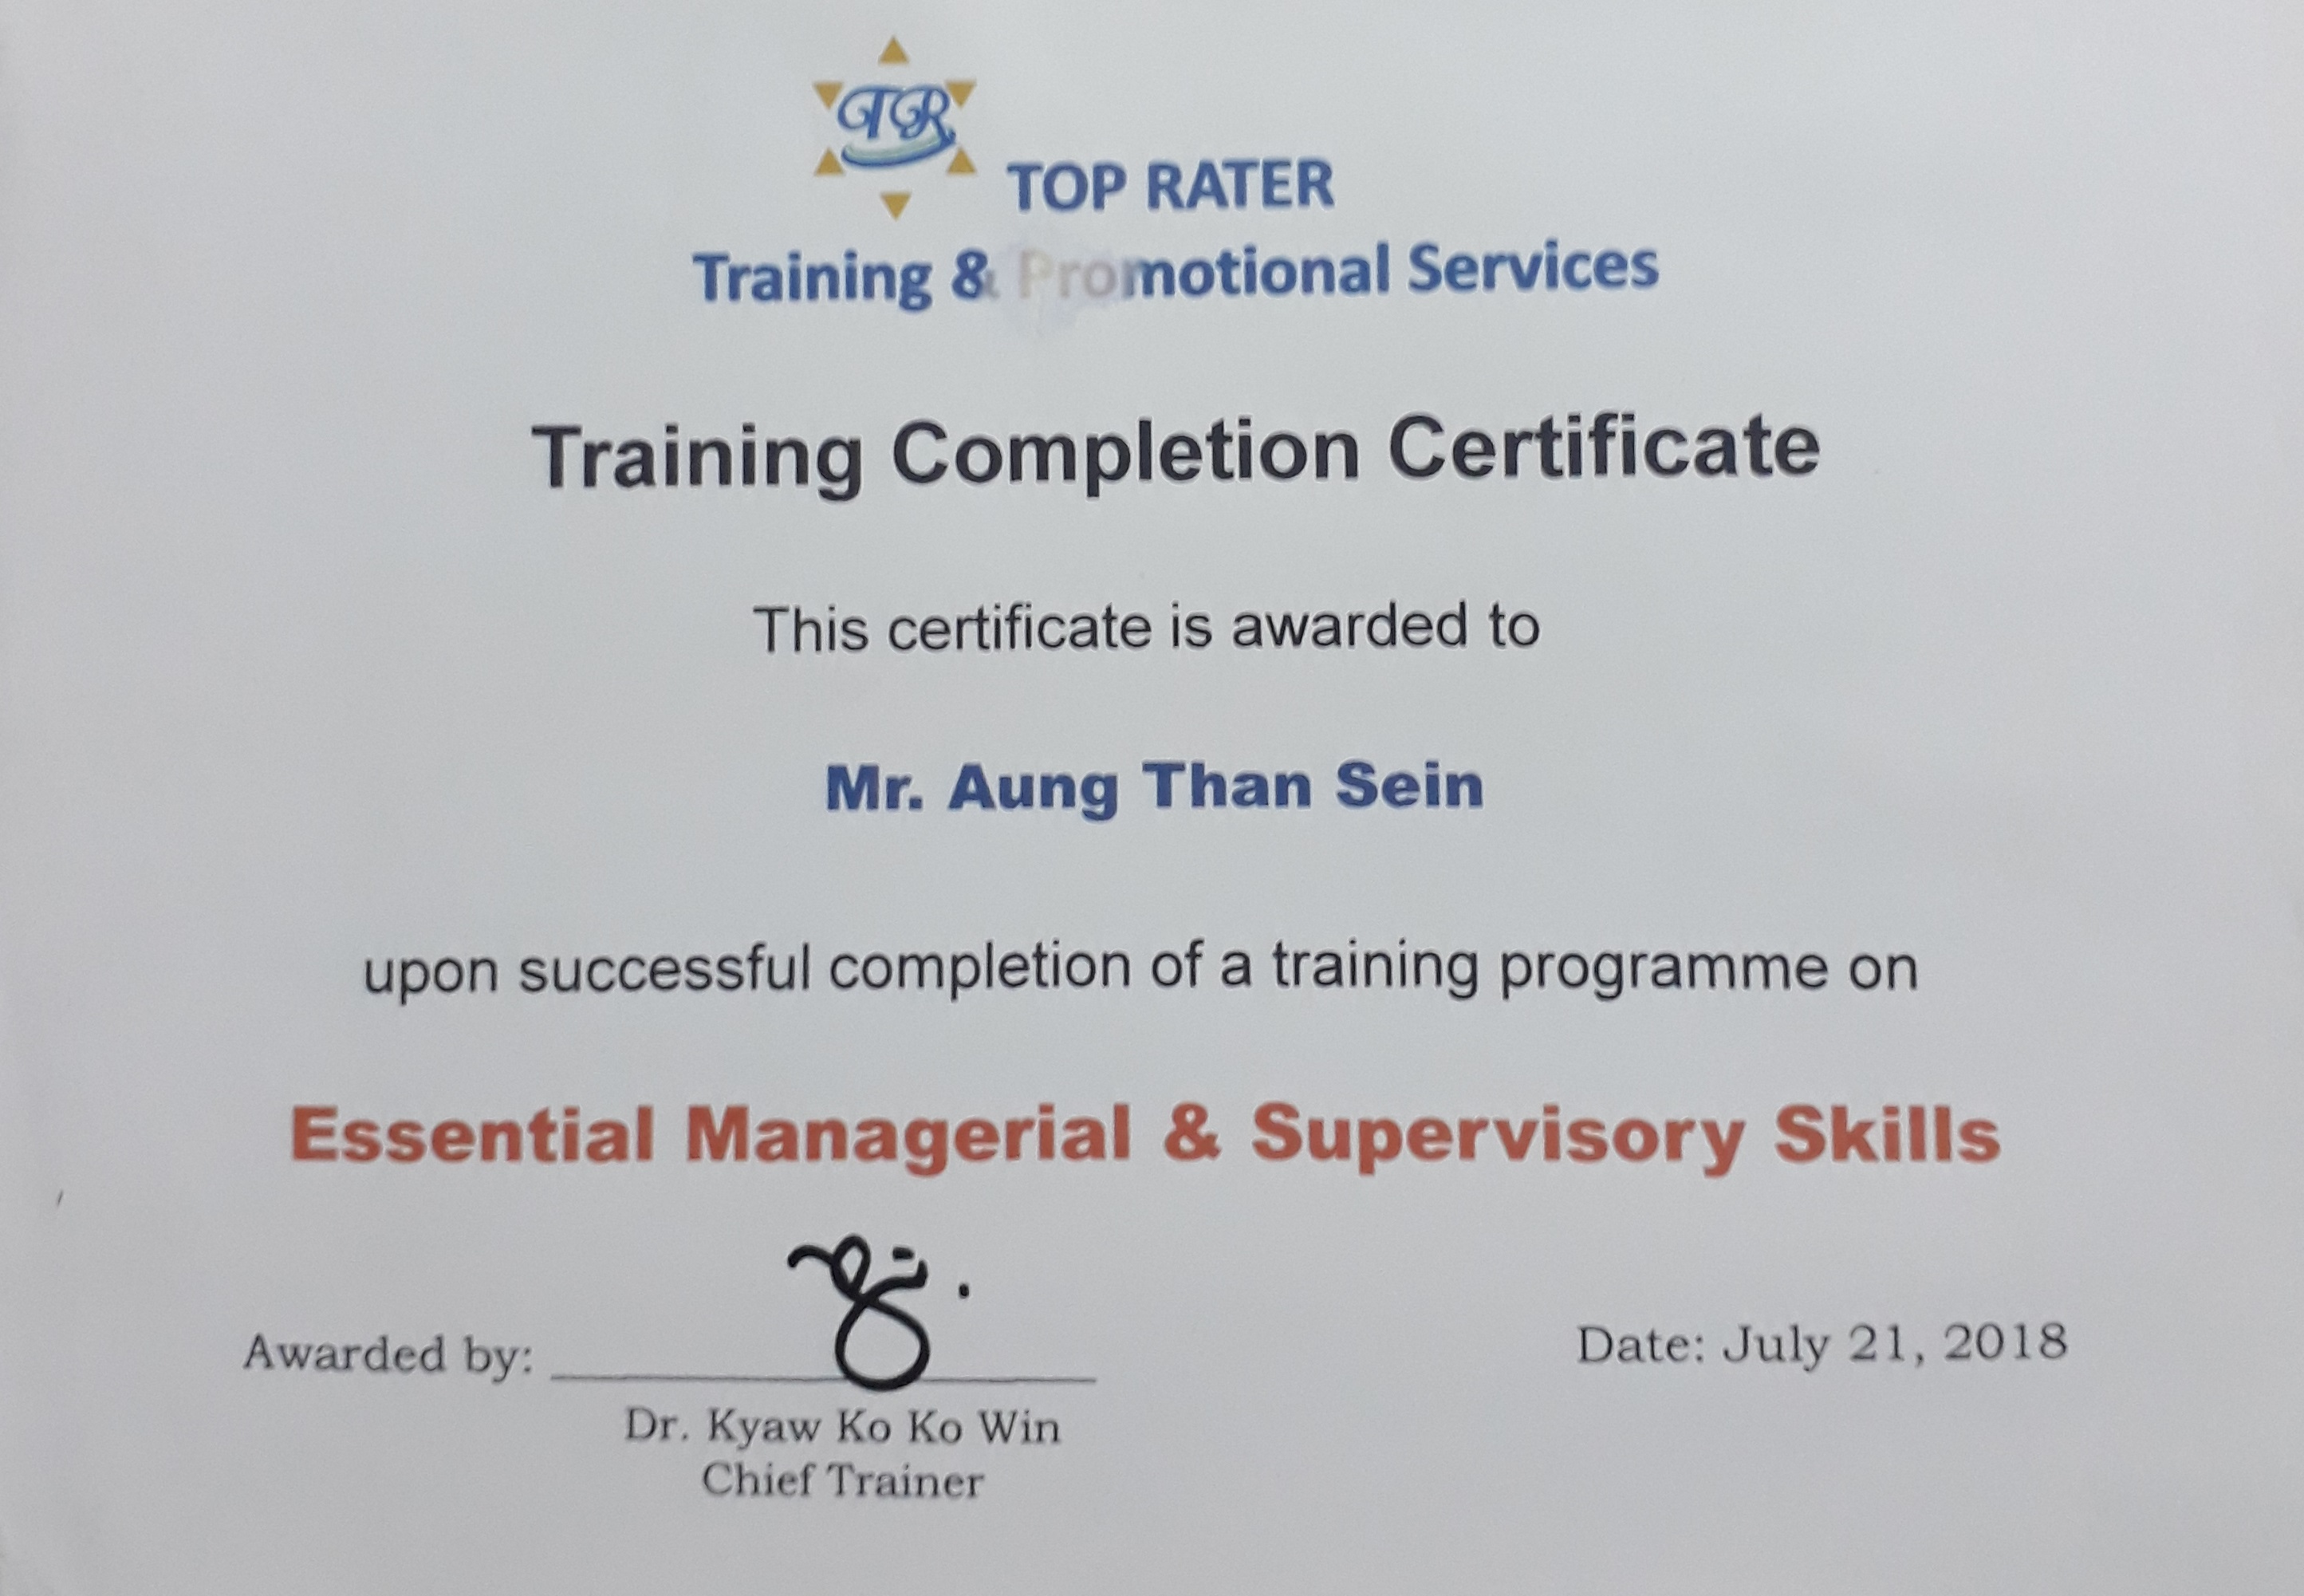 TR
TOP RATER
Training & Promotional Services
Training Completion Certificate
This certificate is awarded to
Mr. Aung Than Sein
upon successful completion of a training programme on
Essential Managerial & Supervisory Skills
Awarded by:
Date: July 21, 2018
Dr. Kyaw Ko Ko Win
Chief Trainer